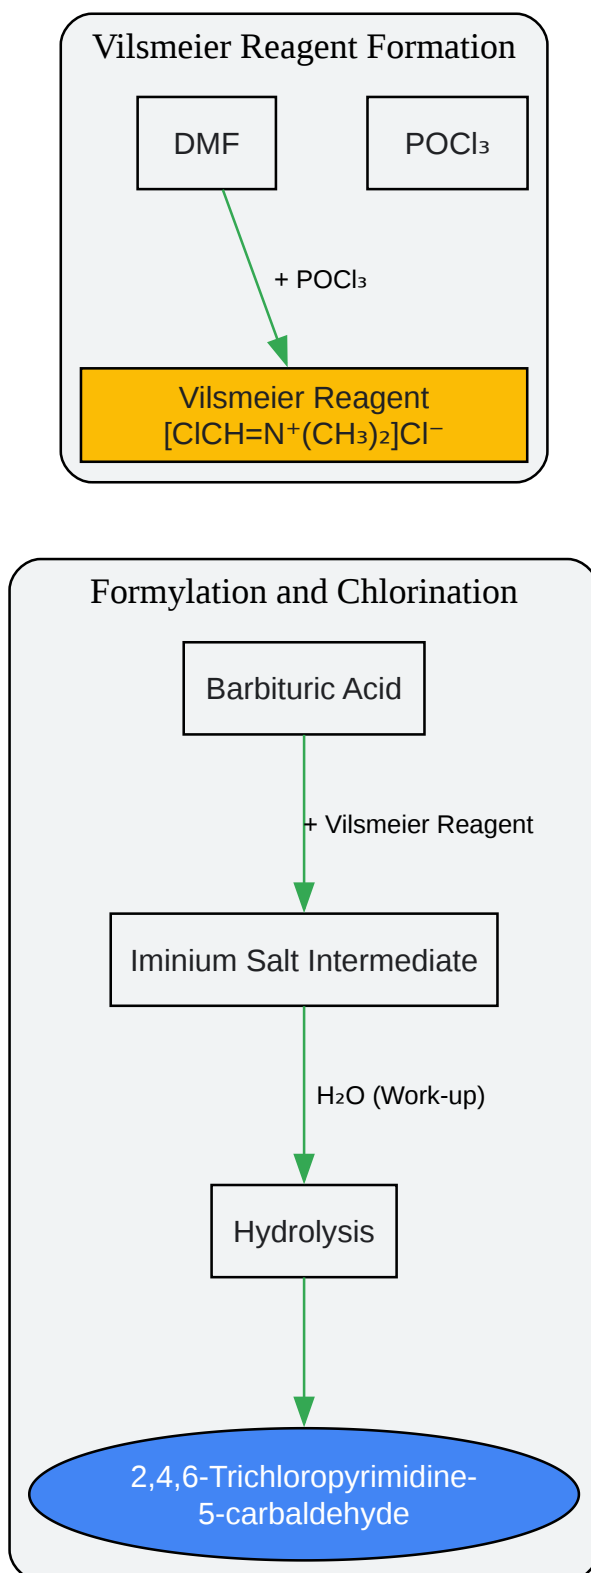 Vilsmeier Reagent Formation
DMF
POCl₃
+ POCl₃
Vilsmeier Reagent
[ClCH=N⁺(CH₃)₂]Cl⁻
Formylation and Chlorination
Barbituric Acid
+ Vilsmeier Reagent
Iminium Salt Intermediate
H₂O (Work-up)
Hydrolysis
2,4,6-Trichloropyrimidine-
5-carbaldehyde